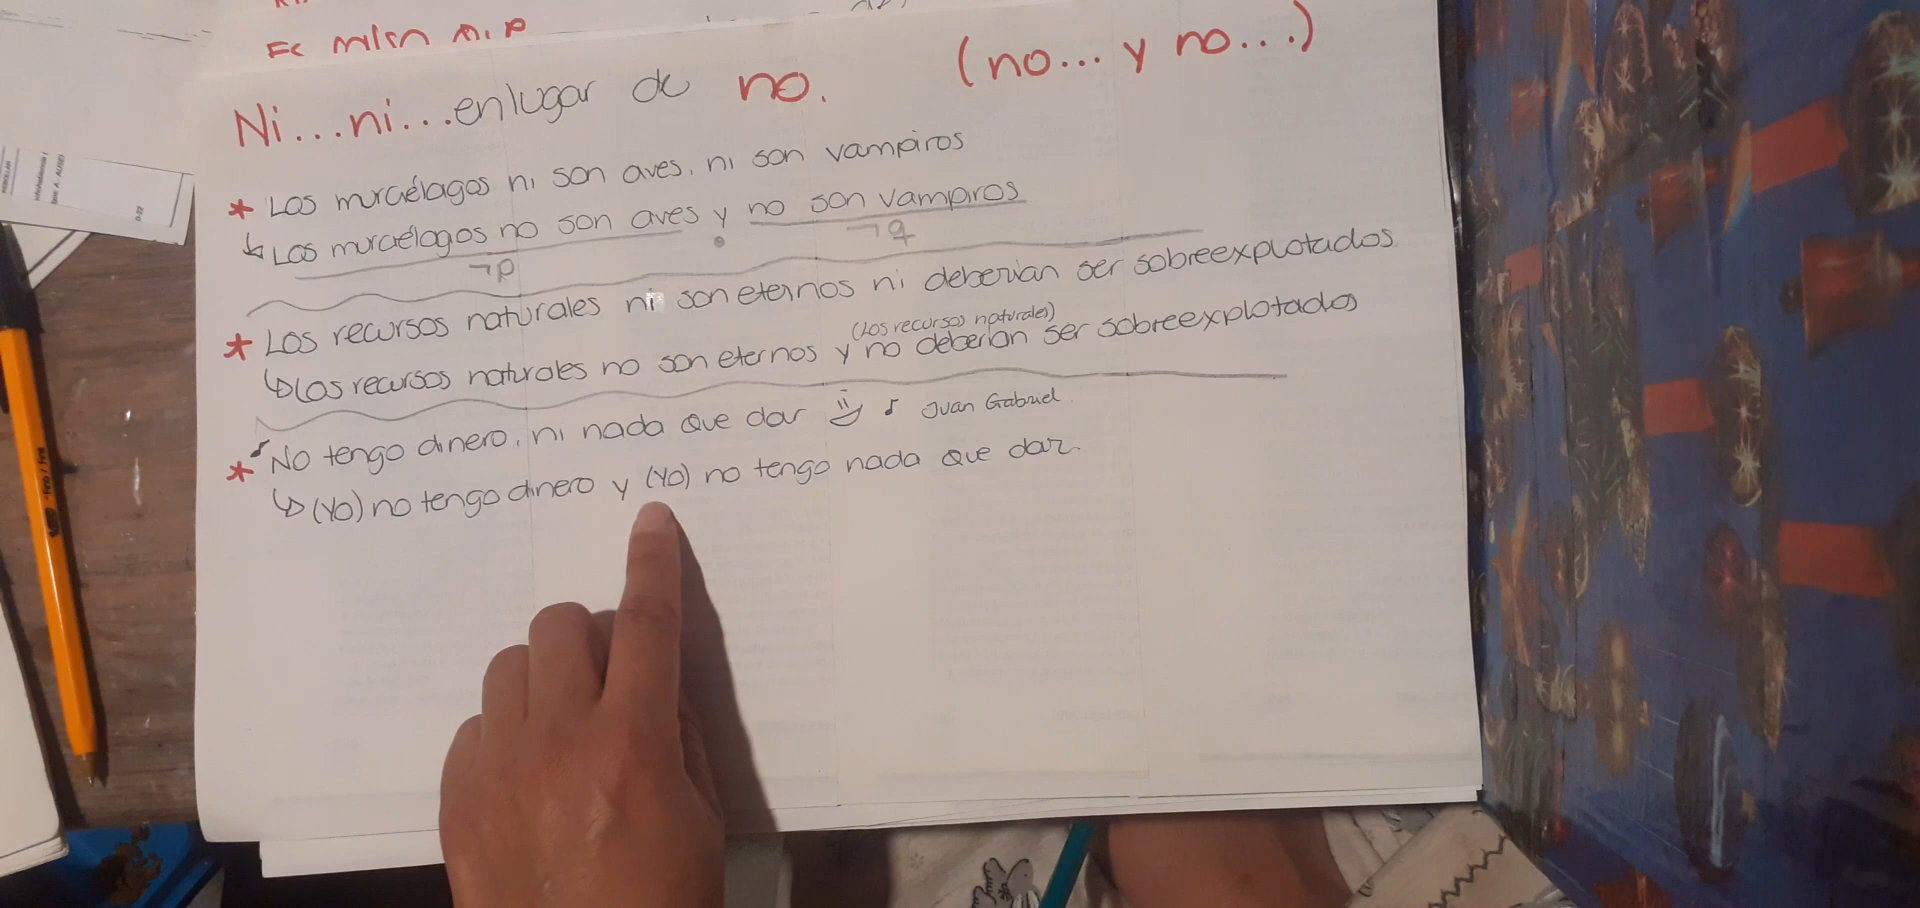 Ni...ni...en lugar de no. (no... y no...)
* Los murciélagos ni son aves, ni son vampiros
↳ Los murciélagos no son aves y no son vampiros
¬p ¬q
* Los recursos naturales ni son eternos ni deberían ser sobreexplotados
(los recursos naturales)
↳ los recursos naturales no son eternos y no deberían ser sobreexplotados
* ♪ No tengo dinero, ni nada que dar ♪ Juan Gabriel
↳ (Yo) no tengo dinero y (Yo) no tengo nada que dar.